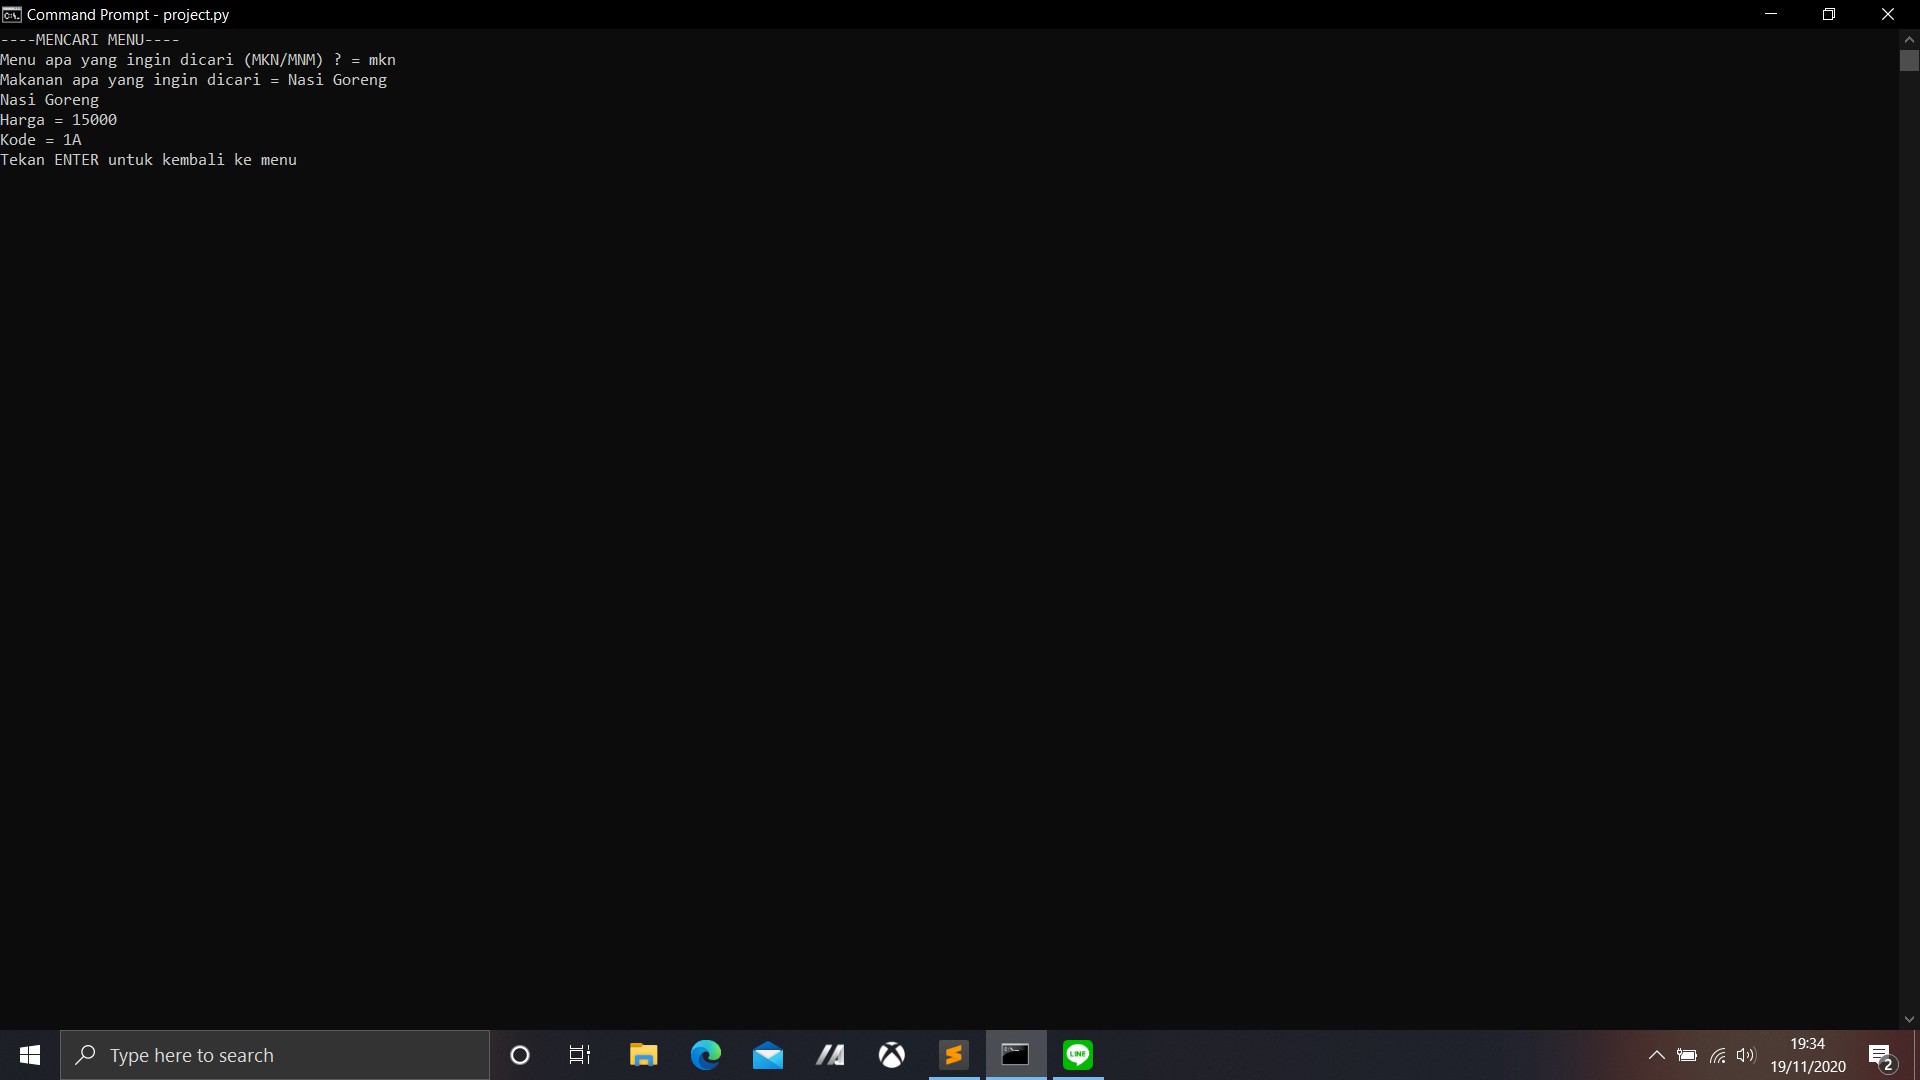 Command Prompt - project.py
----MENCARI MENU----
Menu apa yang ingin dicari (MKN/MNM) ? = mkn
Makanan apa yang ingin dicari = Nasi Goreng
Nasi Goreng
Harga = 15000
Kode = 1A
Tekan ENTER untuk kembali ke menu
Type here to search
LINE
19:34
19/11/2020
2